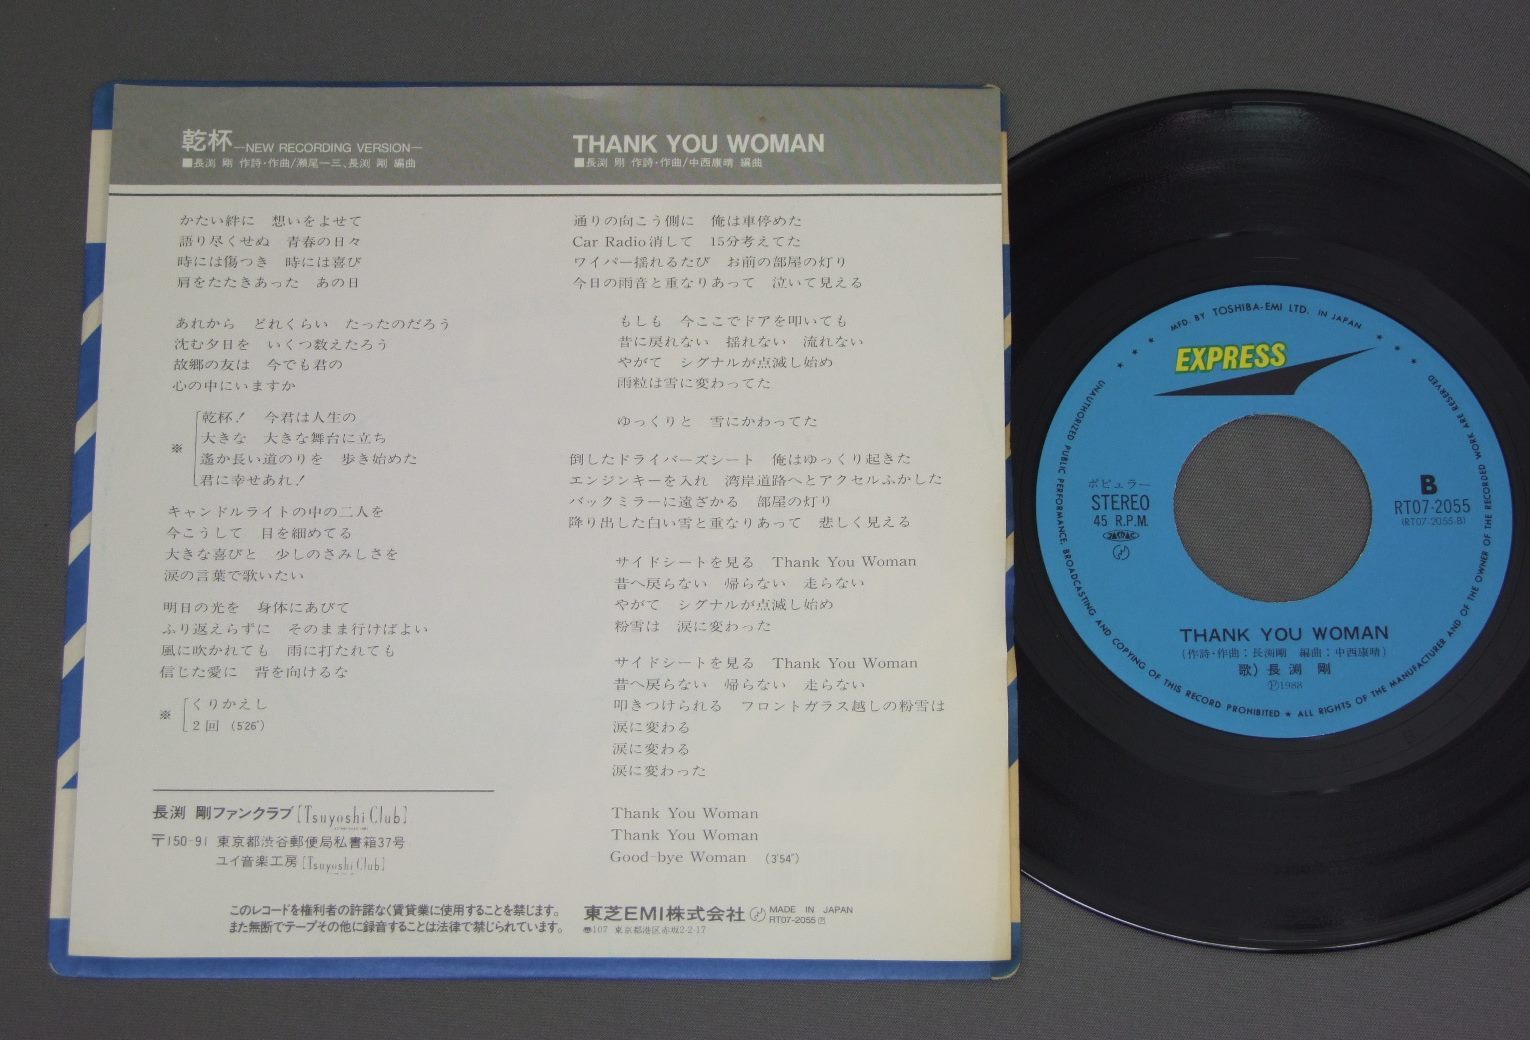 乾杯 —NEW RECORDING VERSION—
■長渕 剛 作詩・作曲/瀬尾一三、長渕 剛 編曲
かたい絆に 想いをよせて
語り尽くせぬ 青春の日々
時には傷つき 時には喜び
肩をたたきあった あの日
あれから どれくらい たったのだろう
沈む夕日を いくつ数えたろう
故郷の友は 今でも君の
心の中にいますか
※
乾杯! 今君は人生の
大きな 大きな舞台に立ち
遙か長い道のりを 歩き始めた
君に幸せあれ!
キャンドルライトの中の二人を
今こうして 目を細めてる
大きな喜びと 少しのさみしさを
涙の言葉で歌いたい
明日の光を 身体にあびて
ふり返えらずに そのまま行けばよい
風に吹かれても 雨に打たれても
信じた愛に 背を向けるな
※
くりかえし
2回 (5'26")
長渕 剛ファンクラブ[Tsuyoshi Club]
〒150-91 東京都渋谷郵便局私書箱37号
ユイ音楽工房[Tsuyoshi Club]
THANK YOU WOMAN
■長渕 剛 作詩・作曲/中西康晴 編曲
通りの向こう側に 俺は車停めた
Car Radio消して 15分考えてた
ワイパー揺れるたび お前の部屋の灯り
今日の雨音と重なりあって 泣いて見える
もしも 今ここでドアを叩いても
昔に戻れない 揺れない 流れない
やがて シグナルが点滅し始め
雨粒は雪に変わってた
ゆっくりと 雪にかわってた
倒したドライバーズシート 俺はゆっくり起きた
エンジンキーを入れ 湾岸道路へとアクセルふかした
バックミラーに遠ざかる 部屋の灯り
降り出した白い雪と重なりあって 悲しく見える
サイドシートを見る Thank You Woman
昔へ戻らない 帰らない 走らない
やがて シグナルが点滅し始め
粉雪は 涙に変わった
サイドシートを見る Thank You Woman
昔へ戻らない 帰らない 走らない
叩きつけられる フロントガラス越しの粉雪は
涙に変わる
涙に変わる
涙に変わった
Thank You Woman
Thank You Woman
Good-bye Woman (3'54")
このレコードを権利者の許諾なく賃貸業に使用することを禁じます。
また無断でテープその他に録音することは法律で禁じられています。
東芝EMI株式会社
107 東京都港区赤坂2-2-17
MADE IN JAPAN
RT07-2055
MFD. BY TOSHIBA-EMI LTD. IN JAPAN
EXPRESS
ポピュラー
STEREO
45 R.P.M.
B
RT07-2055
(RT07-2055-B)
THANK YOU WOMAN
(作詩・作曲:長渕剛 編曲:中西康晴)
歌)長渕 剛
Ⓟ1988
UNAUTHORIZED PUBLIC PERFORMANCE, BROADCASTING AND COPYING OF THIS RECORD PROHIBITED ★ ALL RIGHTS OF THE MANUFACTURER AND OF THE OWNER OF THE RECORDED WORK ARE RESERVED